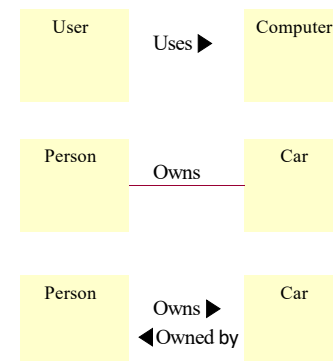 User
Uses ▶
Computer
Person
Owns
Car
Person
Owns ▶
◀ Owned by
Car